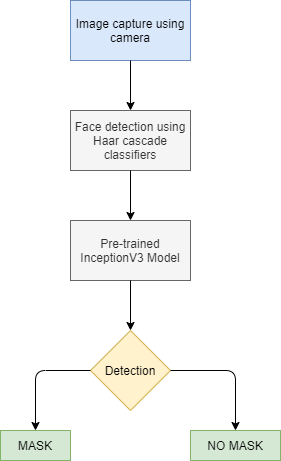 Image capture using
camera
Face detection using
Haar cascade
classifiers
Pre-trained
InceptionV3 Model
Detection
MASK
NO MASK